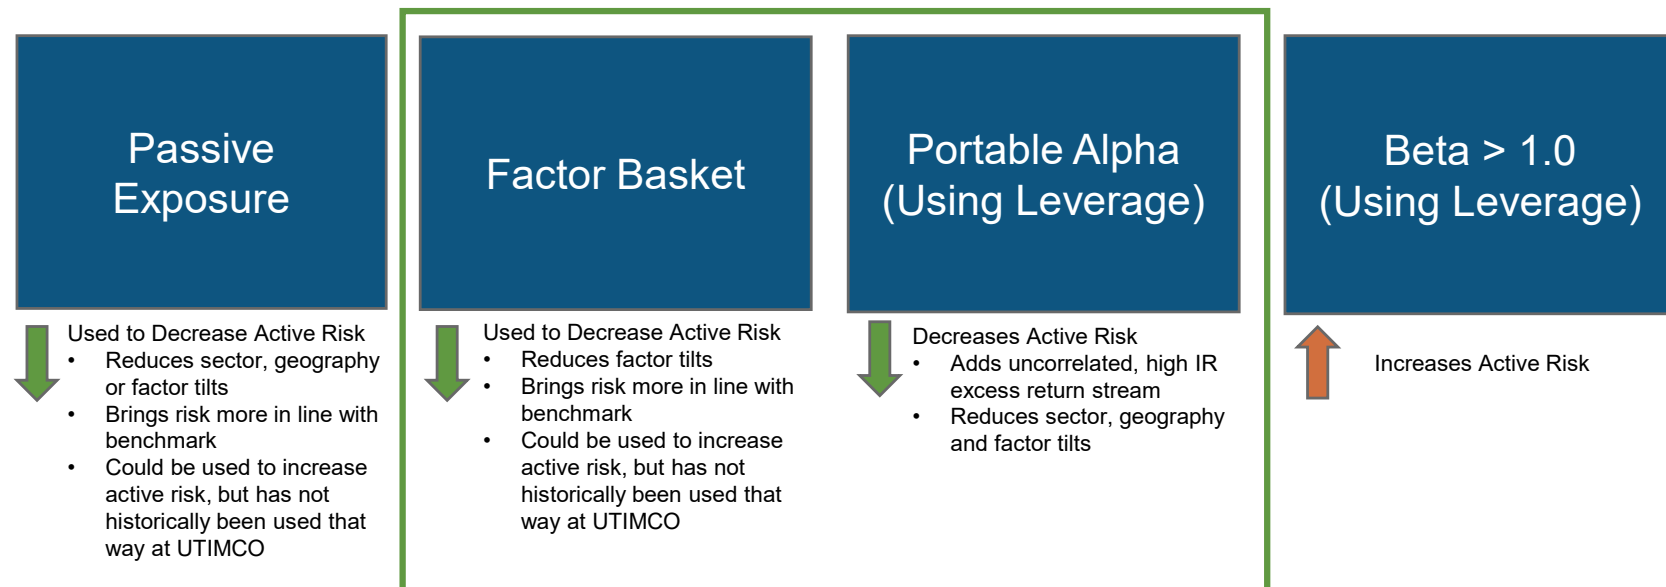 Passive
Exposure
Used to Decrease Active Risk
• Reduces sector, geography
or factor tilts
• Brings risk more in line with
benchmark
• Could be used to increase
active risk, but has not
historically been used that
way at UTIMCO
Factor Basket
Used to Decrease Active Risk
• Reduces factor tilts
• Brings risk more in line with
benchmark
• Could be used to increase
active risk, but has not
historically been used that
way at UTIMCO
Portable Alpha
(Using Leverage)
Decreases Active Risk
• Adds uncorrelated, high IR
excess return stream
• Reduces sector, geography
and factor tilts
Beta > 1.0
(Using Leverage)
Increases Active Risk